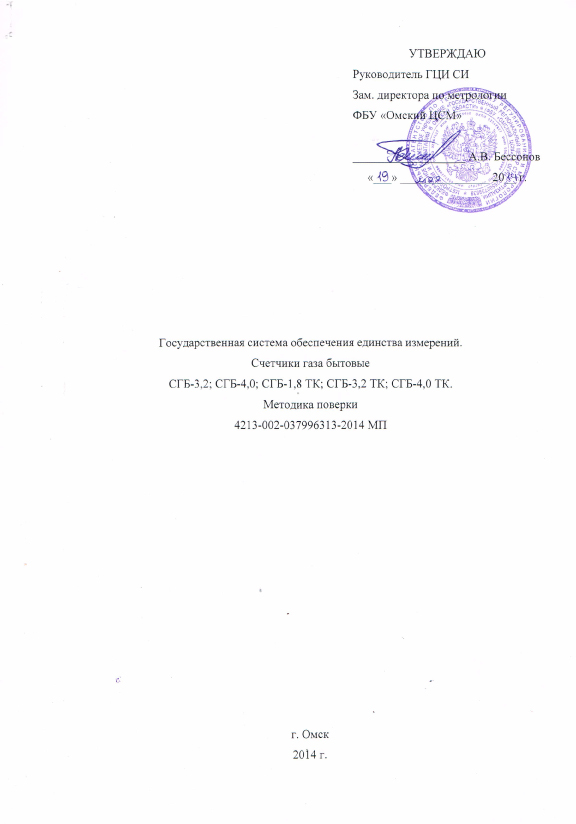 УТВЕРЖДАЮ
Руководитель ГЦИ СИ
Зам. директора по метрологии
ФБУ «Омский ЦСМ»
А.В. Бессонов
« 19 » 2014 г.
Государственная система обеспечения единства измерений.
Счетчики газа бытовые
СГБ-3,2; СГБ-4,0; СГБ-1,8 ТК; СГБ-3,2 ТК; СГБ-4,0 ТК.
Методика поверки
4213-002-037996313-2014 МП
г. Омск
2014 г.